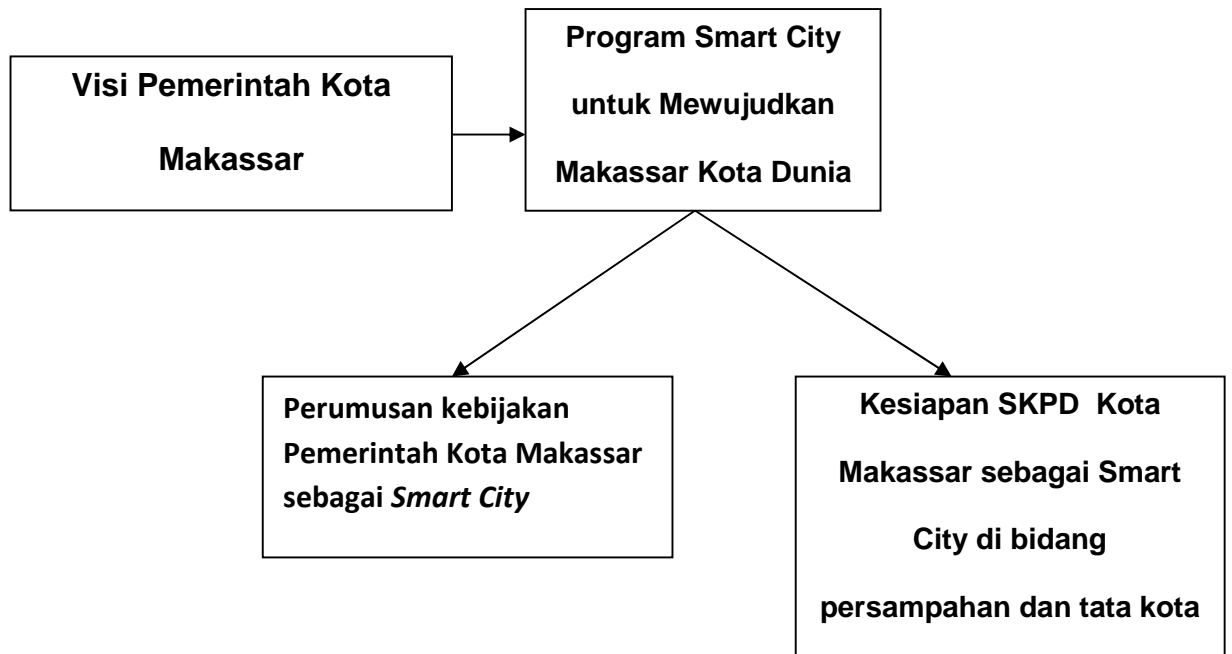 Visi Pemerintah Kota
Makassar
Program Smart City
untuk Mewujudkan
Makassar Kota Dunia
Perumusan kebijakan
Pemerintah Kota Makassar
sebagai Smart City
Kesiapan SKPD  Kota
Makassar sebagai Smart
City di bidang
persampahan dan tata kota